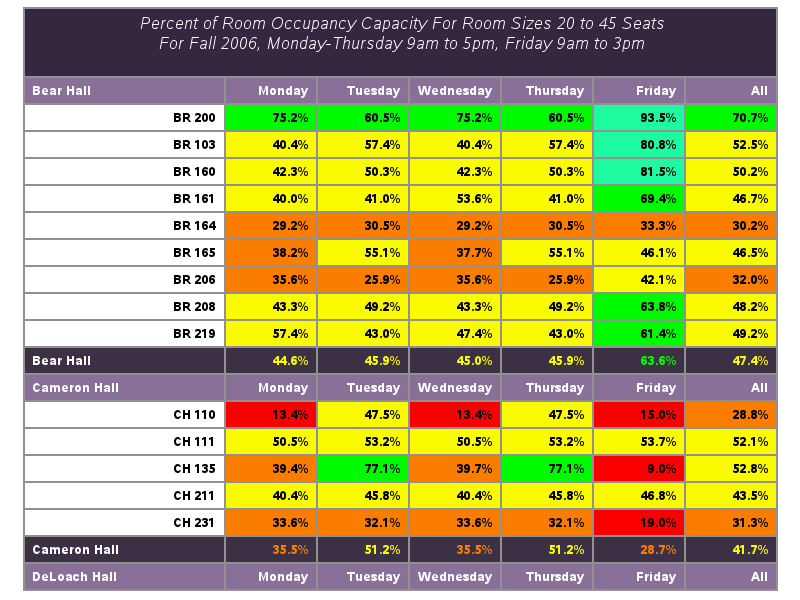 Percent of Room Occupancy Capacity For Room Sizes 20 to 45 Seats
For Fall 2006, Monday-Thursday 9am to 5pm, Friday 9am to 3pm
Bear Hall Monday Tuesday Wednesday Thursday Friday All
BR 200 75.2% 60.5% 75.2% 60.5% 93.5% 70.7%
BR 103 40.4% 57.4% 40.4% 57.4% 80.8% 52.5%
BR 160 42.3% 50.3% 42.3% 50.3% 81.5% 50.2%
BR 161 40.0% 41.0% 53.6% 41.0% 69.4% 46.7%
BR 164 29.2% 30.5% 29.2% 30.5% 33.3% 30.2%
BR 165 38.2% 55.1% 37.7% 55.1% 46.1% 46.5%
BR 206 35.6% 25.9% 35.6% 25.9% 42.1% 32.0%
BR 208 43.3% 49.2% 43.3% 49.2% 63.8% 48.2%
BR 219 57.4% 43.0% 47.4% 43.0% 61.4% 49.2%
Bear Hall 44.6% 45.9% 45.0% 45.9% 63.6% 47.4%
Cameron Hall Monday Tuesday Wednesday Thursday Friday All
CH 110 13.4% 47.5% 13.4% 47.5% 15.0% 28.8%
CH 111 50.5% 53.2% 50.5% 53.2% 53.7% 52.1%
CH 135 39.4% 77.1% 39.7% 77.1% 9.0% 52.8%
CH 211 40.4% 45.8% 40.4% 45.8% 46.8% 43.5%
CH 231 33.6% 32.1% 33.6% 32.1% 19.0% 31.3%
Cameron Hall 35.5% 51.2% 35.5% 51.2% 28.7% 41.7%
DeLoach Hall Monday Tuesday Wednesday Thursday Friday All